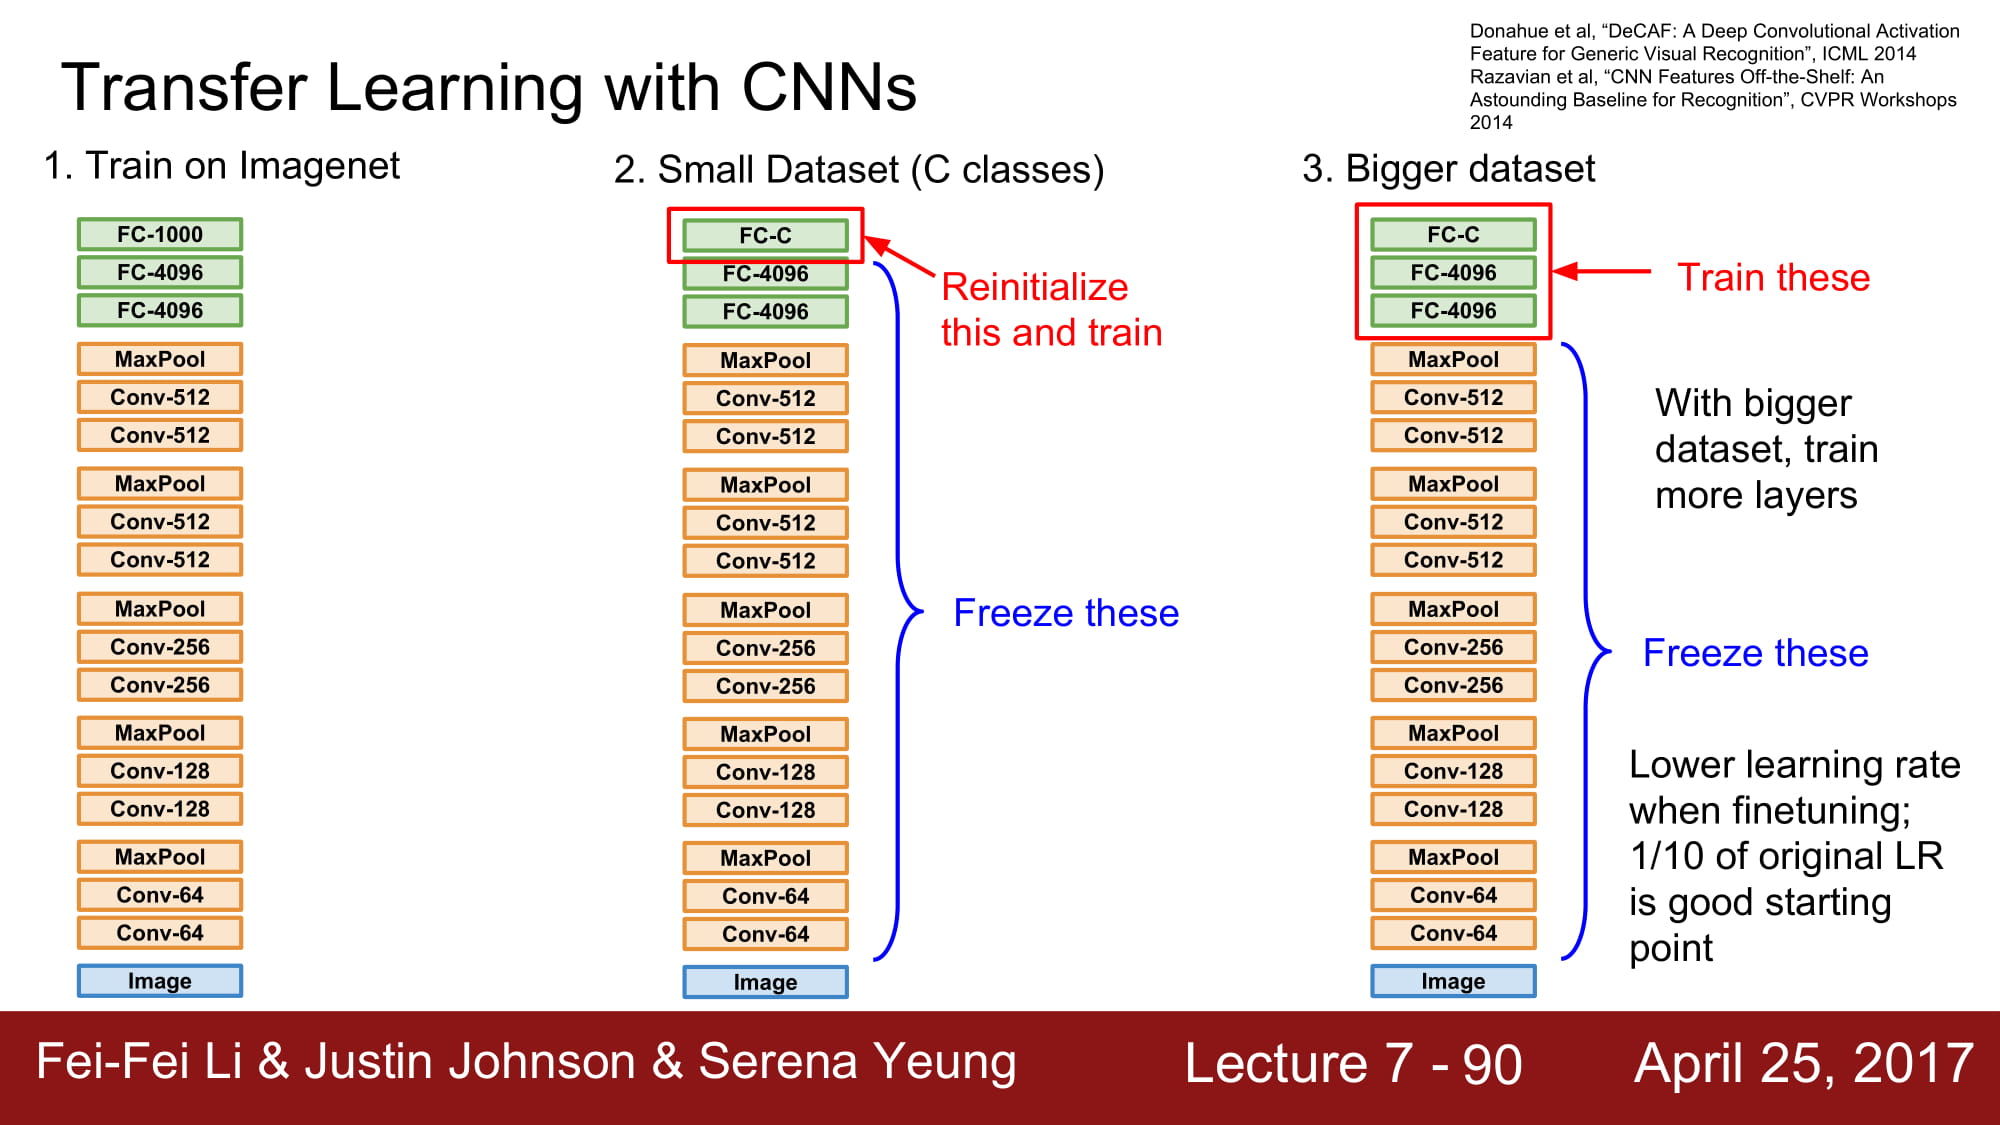 Transfer Learning with CNNs
Donahue et al, “DeCAF: A Deep Convolutional Activation
Feature for Generic Visual Recognition”, ICML 2014
Razavian et al, “CNN Features Off-the-Shelf: An
Astounding Baseline for Recognition”, CVPR Workshops
2014
1. Train on Imagenet
FC-1000
FC-4096
FC-4096
MaxPool
Conv-512
Conv-512
MaxPool
Conv-512
Conv-512
MaxPool
Conv-256
Conv-256
MaxPool
Conv-128
Conv-128
MaxPool
Conv-64
Conv-64
Image
2. Small Dataset (C classes)
FC-C
FC-4096
FC-4096
MaxPool
Conv-512
Conv-512
MaxPool
Conv-512
Conv-512
MaxPool
Conv-256
Conv-256
MaxPool
Conv-128
Conv-128
MaxPool
Conv-64
Conv-64
Image
Reinitialize
this and train
Freeze these
3. Bigger dataset
FC-C
FC-4096
FC-4096
MaxPool
Conv-512
Conv-512
MaxPool
Conv-512
Conv-512
MaxPool
Conv-256
Conv-256
MaxPool
Conv-128
Conv-128
MaxPool
Conv-64
Conv-64
Image
Train these
With bigger
dataset, train
more layers
Freeze these
Lower learning rate
when finetuning;
1/10 of original LR
is good starting
point
Fei-Fei Li & Justin Johnson & Serena Yeung
Lecture 7 - 90
April 25, 2017